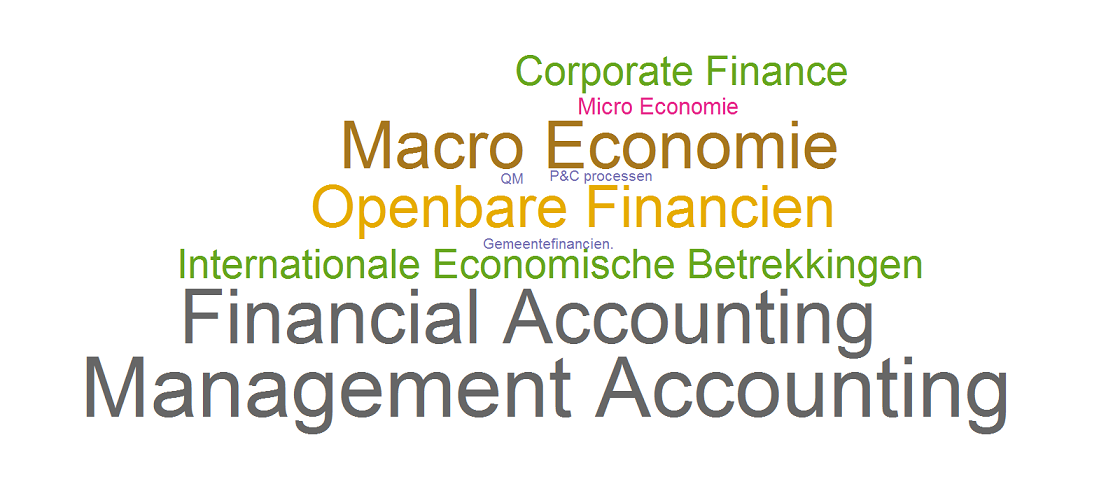 Corporate Finance
Micro Economie
Macro Economie
QM P&C processen
Openbare Financien
Gemeentefinancien.
Internationale Economische Betrekkingen
Financial Accounting
Management Accounting